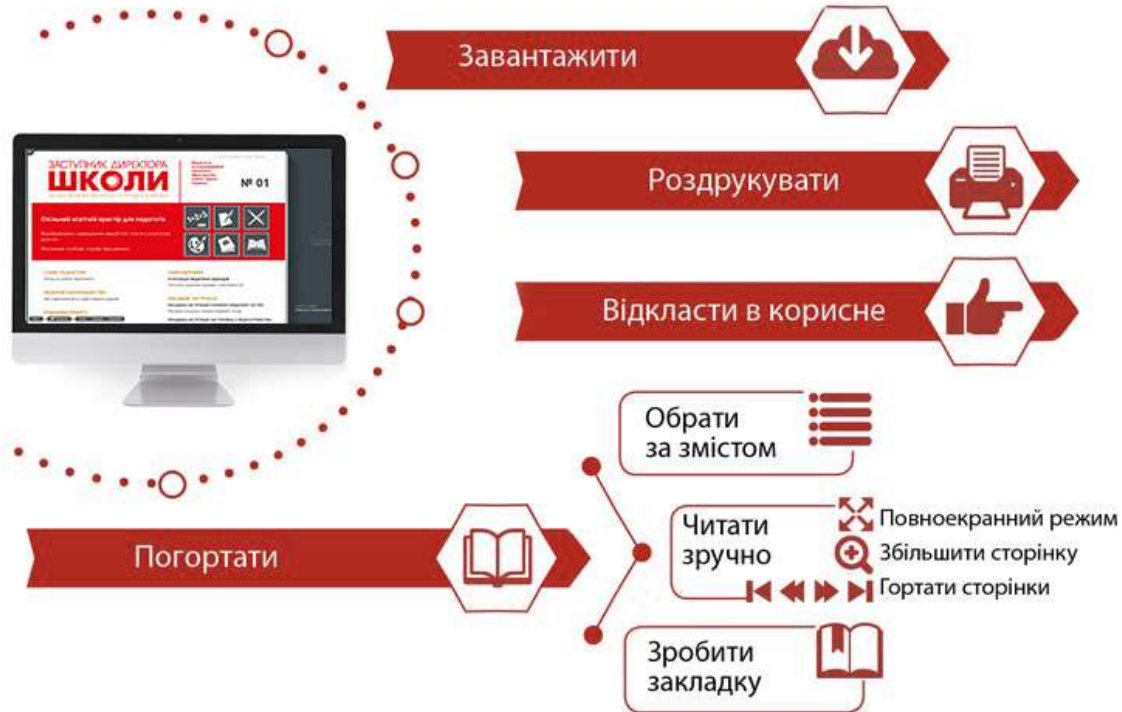 Завантажити
ЗАСТУПНИК ДИРЕКТОРА
ШКОЛИ
№ 01
Роздрукувати
Відкласти в корисне
Обрати
за змістом
Читати
зручно
Повноекранний режим
Збільшити сторінку
Гортати сторінки
Погортати
Зробити
закладку